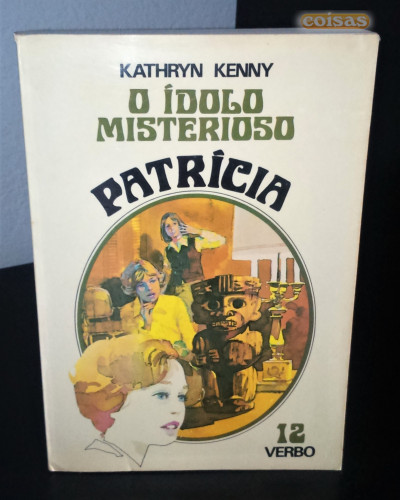 coisas
KATHRYN KENNY
O ÍDOLO
MISTERIOSO
PATRÍCIA
12
VERBO